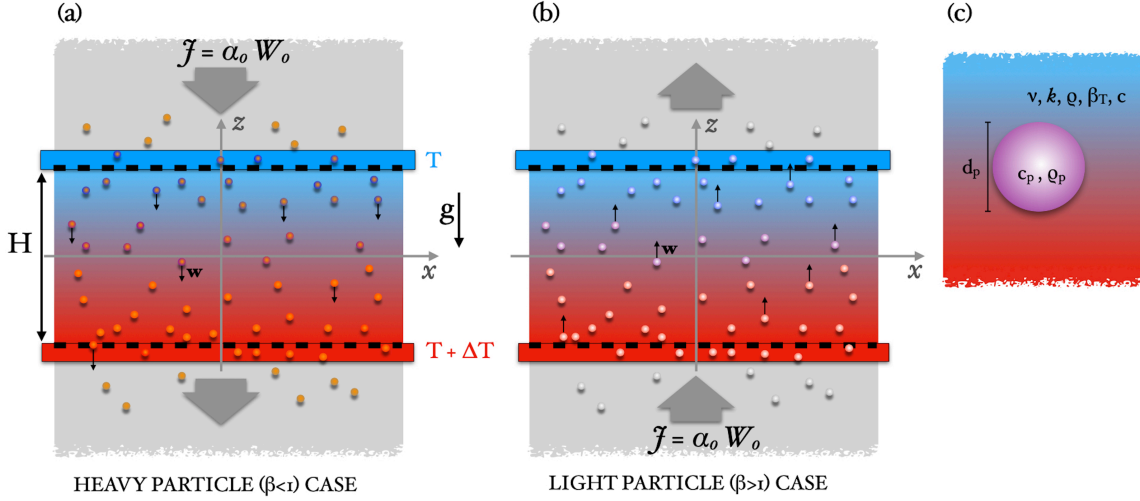 (a)
𝒥 = α₀ W₀
z
T
H
g
x
w
T + ΔT
HEAVY PARTICLE (β<1) CASE
(b)
z
w
x
𝒥 = α₀ W₀
LIGHT PARTICLE (β>1) CASE
(c)
ν, k, ϱ, β_T, c
d_p
c_p, ϱ_p